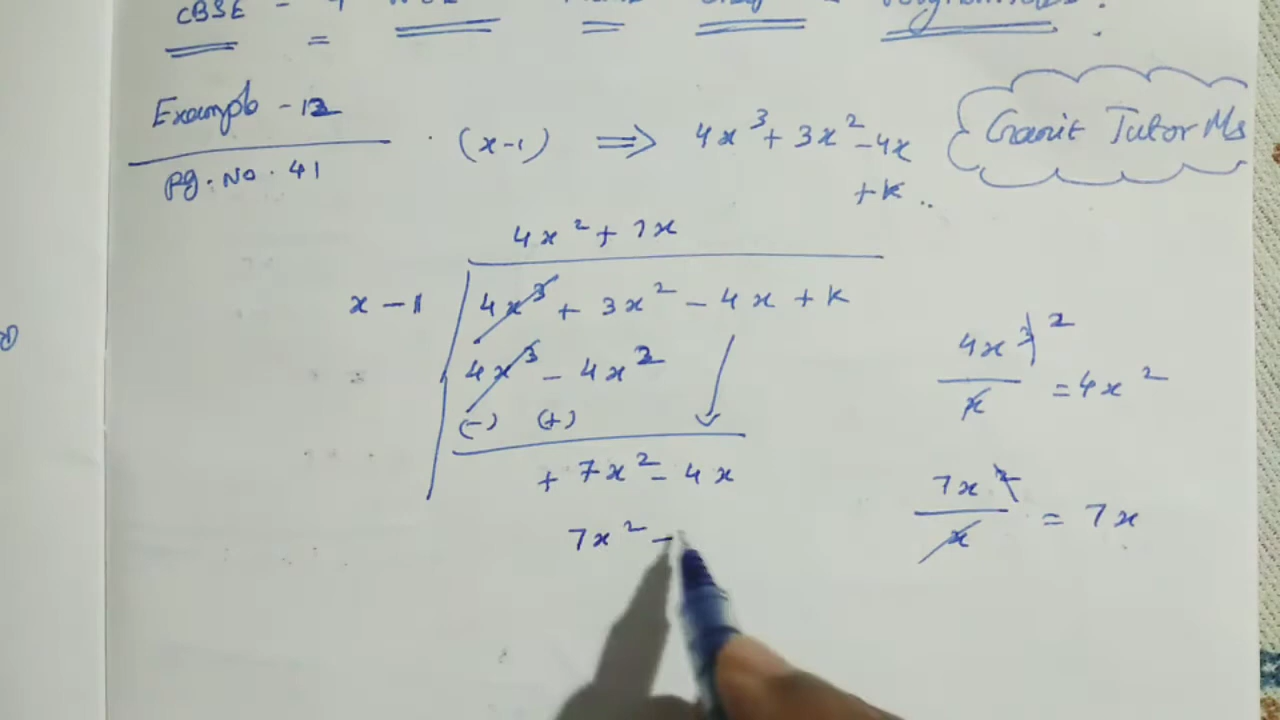 CBSE -
Example - 12
pg. No. 41
(x-1) ⟹ 4x³ + 3x² - 4x
+ k ..
Ganit Tutor Ms
4x² + 7x
x - 1
4x³ + 3x² - 4x + k
4x³ - 4x²
(-) (+)
+ 7x² - 4x
7x² -
4x³ 2
x
= 4x²
7x²
x
= 7x